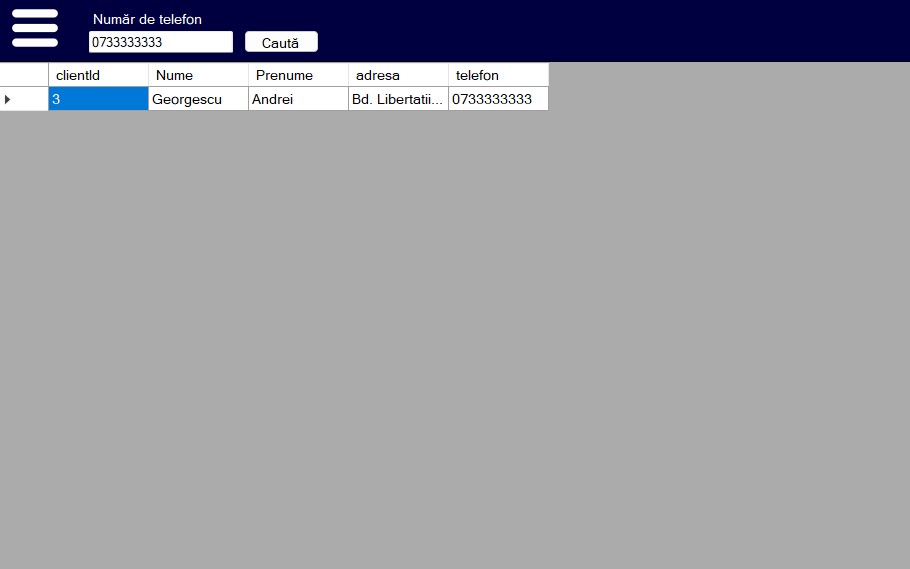 Număr de telefon
0733333333 Caută
clientId Nume Prenume adresa telefon
3 Georgescu Andrei Bd. Libertatii... 0733333333